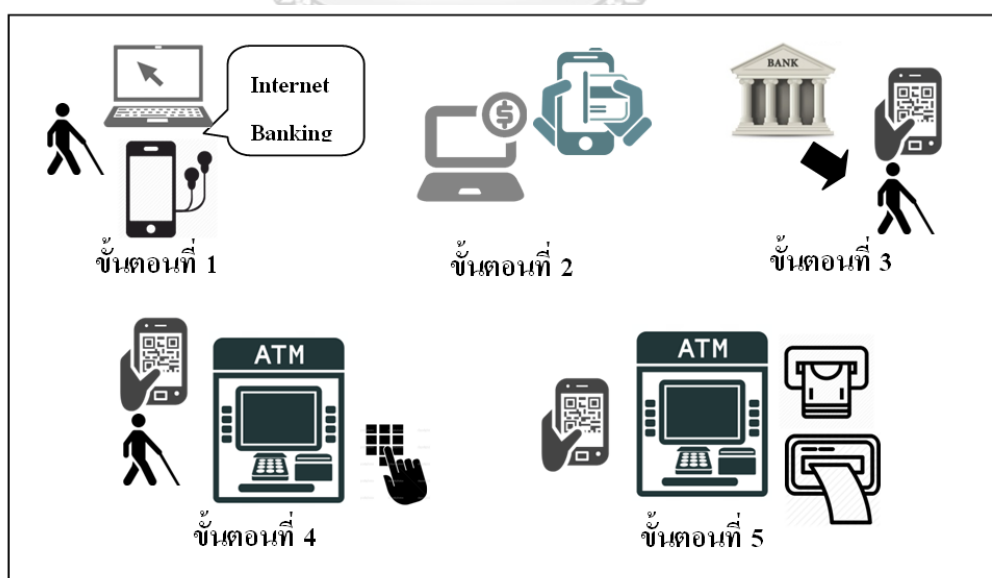 Internet
Banking
BANK
ขั้นตอนที่ 1
ขั้นตอนที่ 2
ขั้นตอนที่ 3
ATM
ATM
ขั้นตอนที่ 4
ขั้นตอนที่ 5